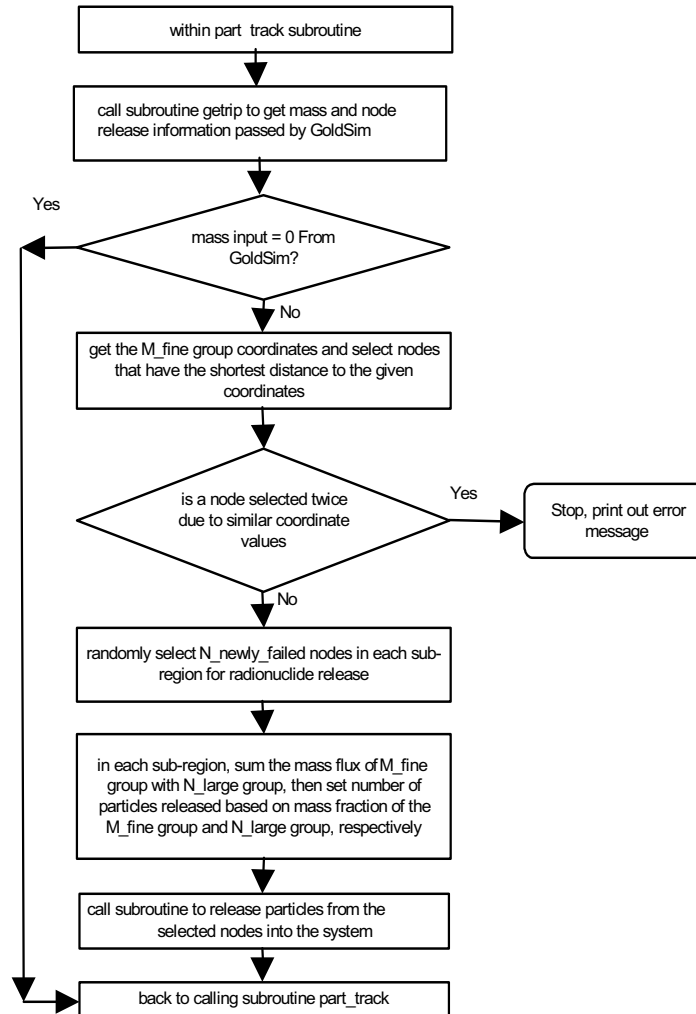 within part track subroutine
call subroutine getrip to get mass and node
release information passed by GoldSim
Yes
mass input = 0 From
GoldSim?
No
get the M_fine group coordinates and select nodes
that have the shortest distance to the given
coordinates
is a node selected twice
due to similar coordinate
values
Yes
Stop, print out error
message
No
randomly select N_newly_failed nodes in each sub-
region for radionuclide release
in each sub-region, sum the mass flux of M_fine
group with N_large group, then set number of
particles released based on mass fraction of the
M_fine group and N_large group, respectively
call subroutine to release particles from the
selected nodes into the system
back to calling subroutine part_track